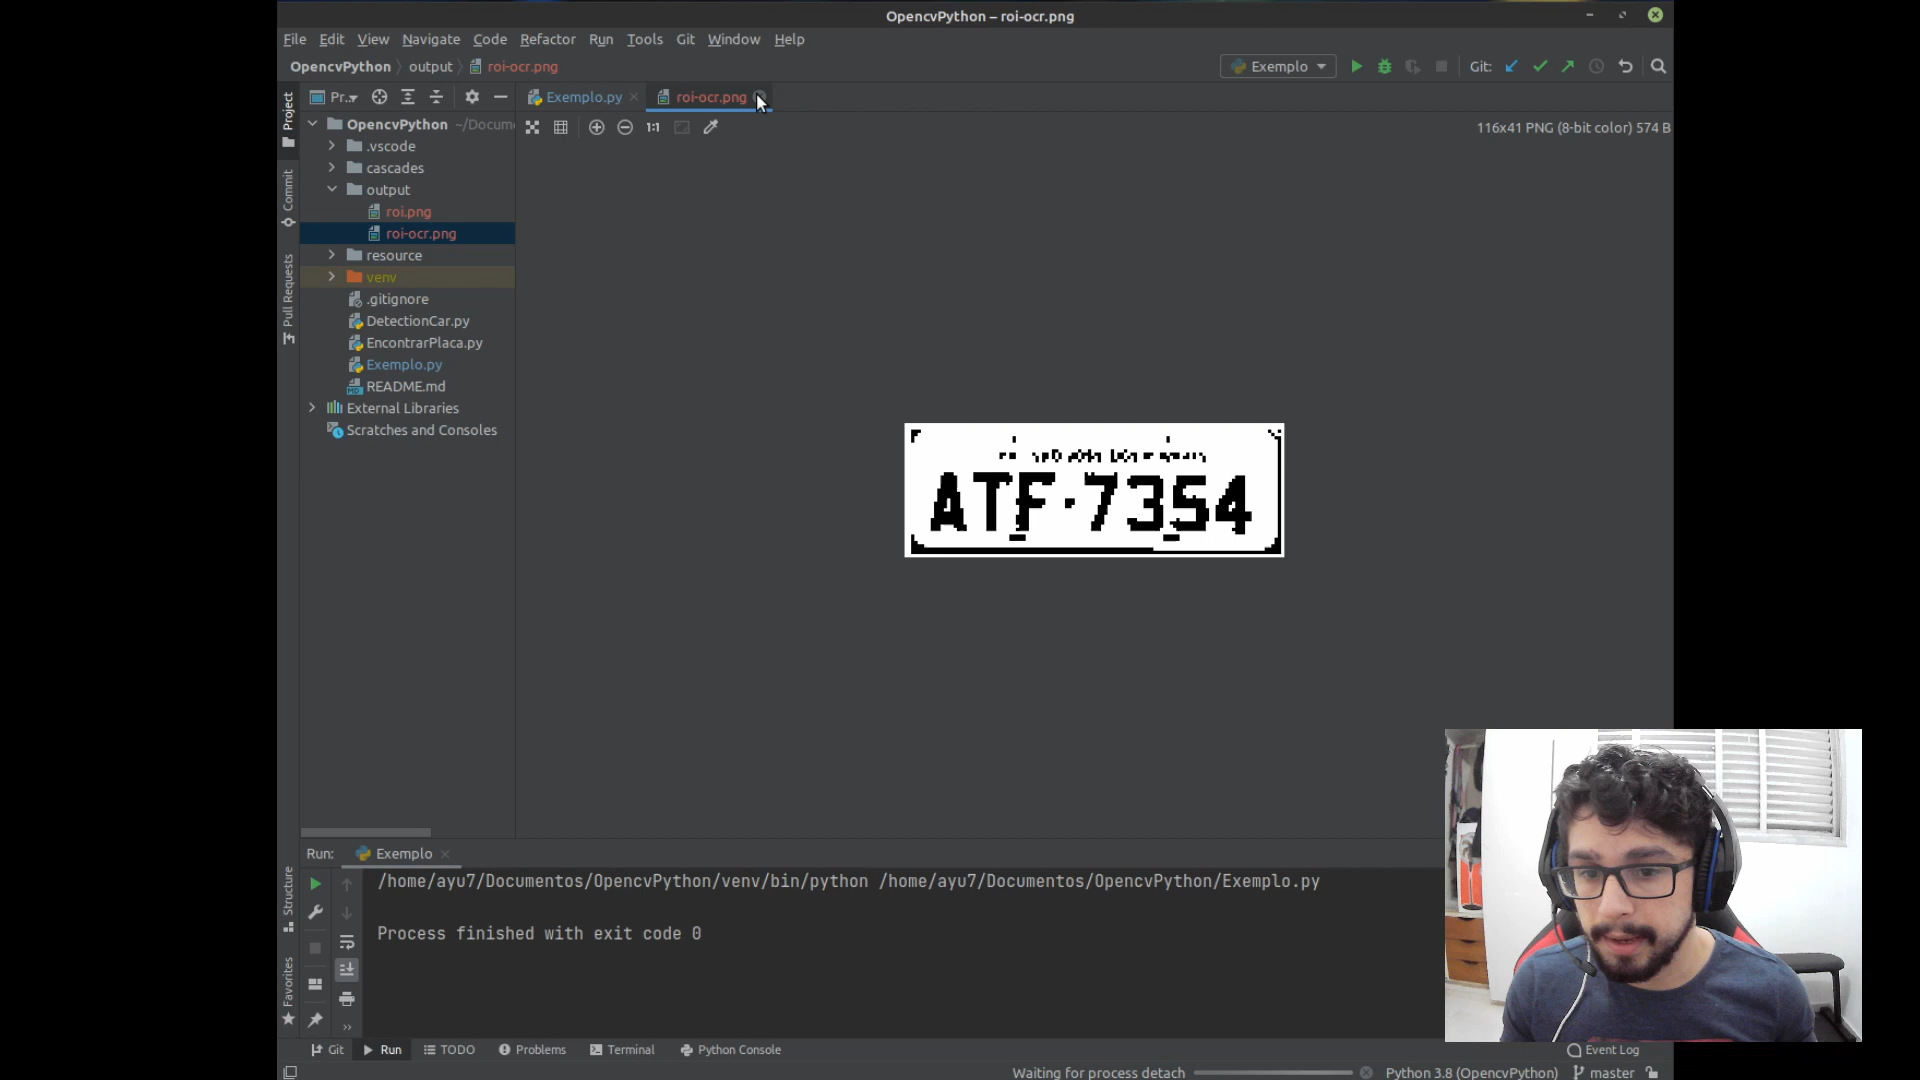 OpencvPython – roi-ocr.png
File Edit View Navigate Code Refactor Run Tools Git Window Help
OpencvPython output roi-ocr.png
Exemplo Git:
Project
Pr..
Exemplo.py roi-ocr.png
1:1
116x41 PNG (8-bit color) 574 B
OpencvPython ~/Docum
.vscode
cascades
output
roi.png
roi-ocr.png
resource
venv
.gitignore
DetectionCar.py
EncontrarPlaca.py
Exemplo.py
README.md
External Libraries
Scratches and Consoles
Commit
Pull Requests
ATF·7354
Structure
Favorites
Run: Exemplo
/home/ayu7/Documentos/OpencvPython/venv/bin/python /home/ayu7/Documentos/OpencvPython/Exemplo.py
Process finished with exit code 0
Git Run TODO Problems Terminal Python Console Event Log
Waiting for process detach Python 3.8 (OpencvPython) master